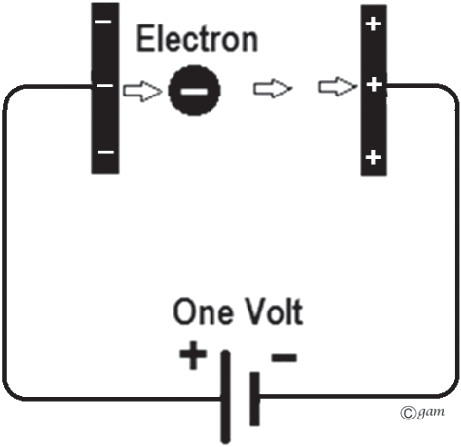 − +
Electron
− − +
− +
One Volt
+ −
©gam